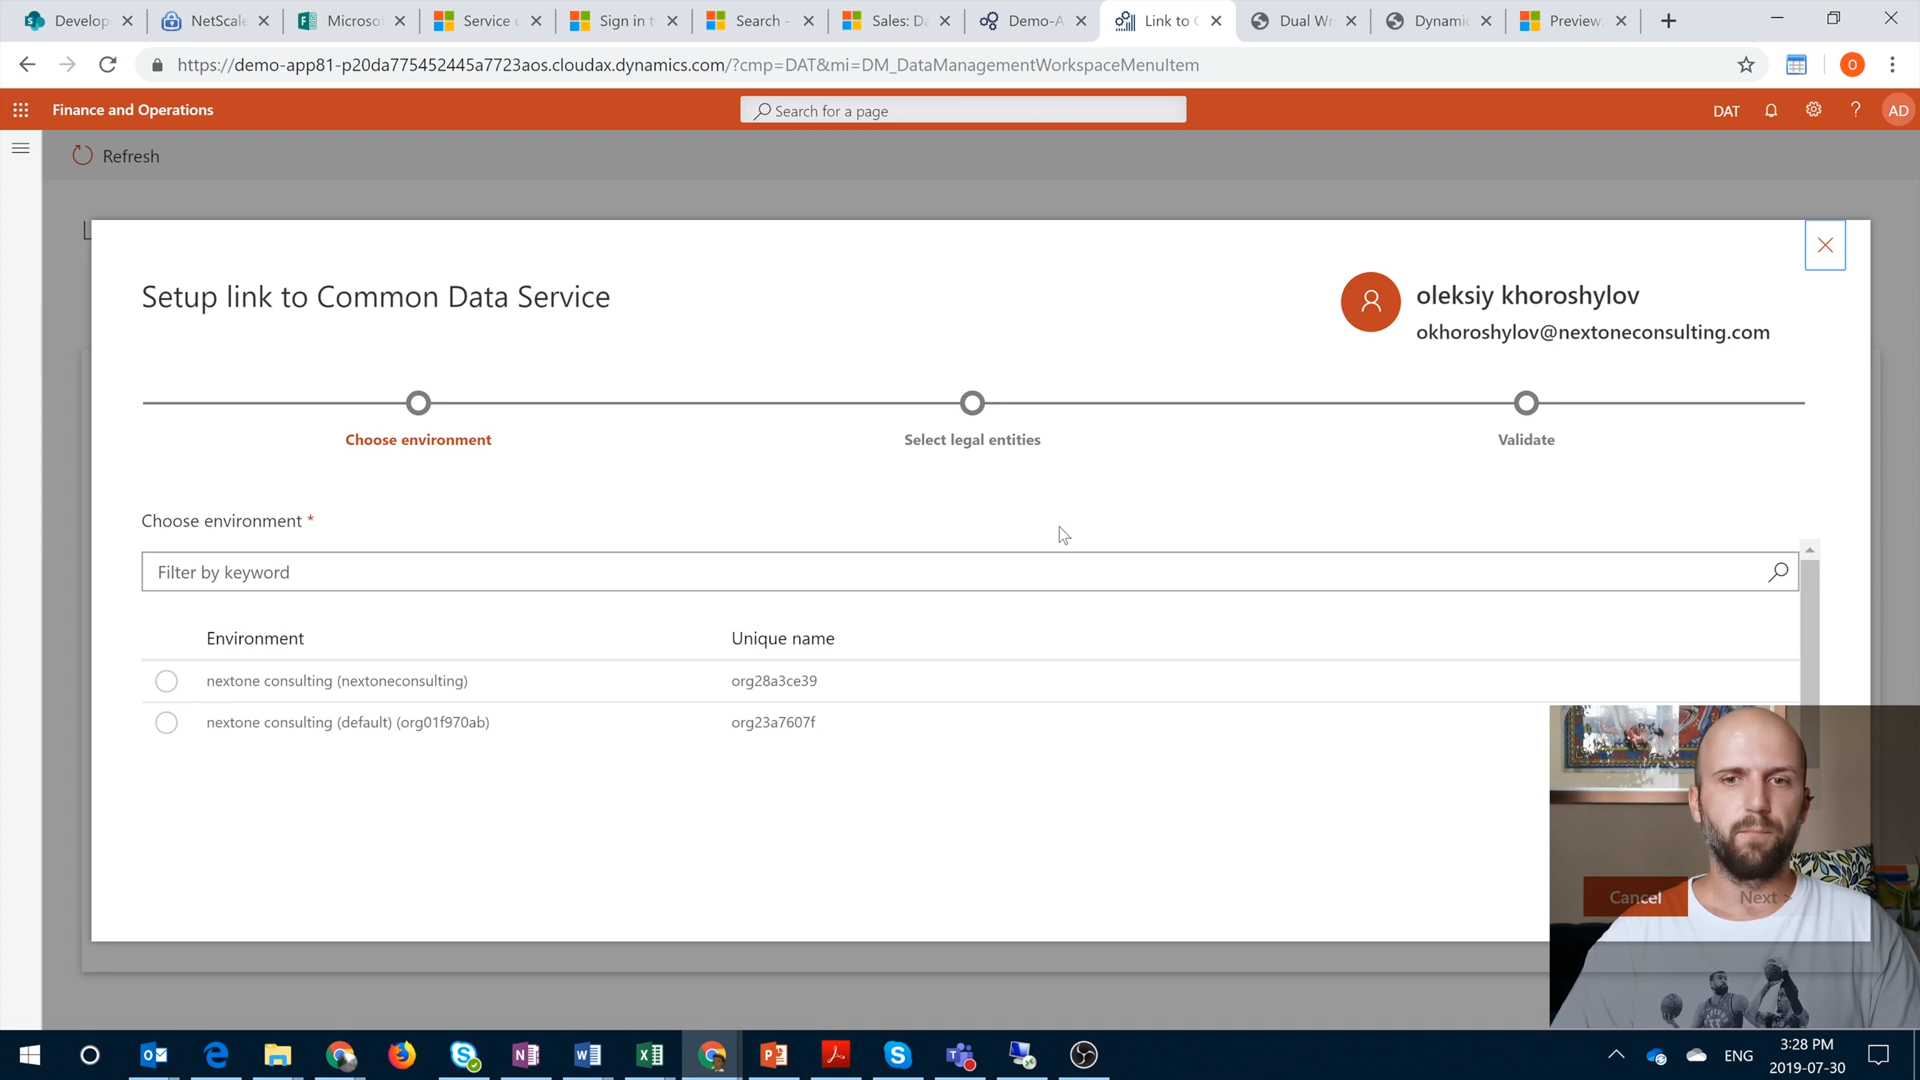 Develop
NetScale
Microso
Service u
Sign in t
Search -
Sales: Da
Demo-A
Link to C
Dual Wr
Dynamic
Preview:
https://demo-app81-p20da775452445a7723aos.cloudax.dynamics.com/?cmp=DAT&mi=DM_DataManagementWorkspaceMenuItem
O
Finance and Operations
Search for a page
DAT
?
AD
Refresh
Setup link to Common Data Service
oleksiy khoroshylov
okhoroshylov@nextoneconsulting.com
Choose environment
Select legal entities
Validate
Choose environment *
Filter by keyword
Environment
Unique name
nextone consulting (nextoneconsulting)
org28a3ce39
nextone consulting (default) (org01f970ab)
org23a7607f
Cancel
Next >
ENG
3:28 PM
2019-07-30